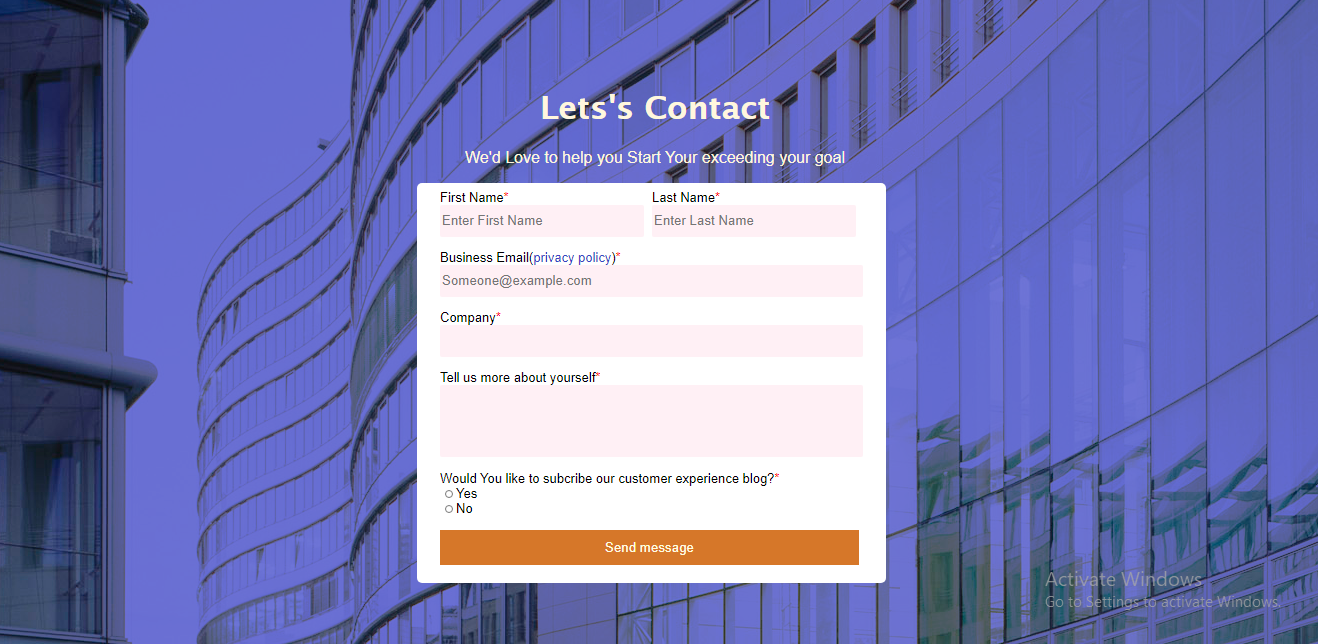 Lets's Contact
We'd Love to help you Start Your exceeding your goal
First Name* Last Name*
Enter First Name Enter Last Name
Business Email(privacy policy)*
Someone@example.com
Company*
Tell us more about yourself*
Would You like to subcribe our customer experience blog?*
Yes
No
Send message
Activate Windows
Go to Settings to activate Windows.